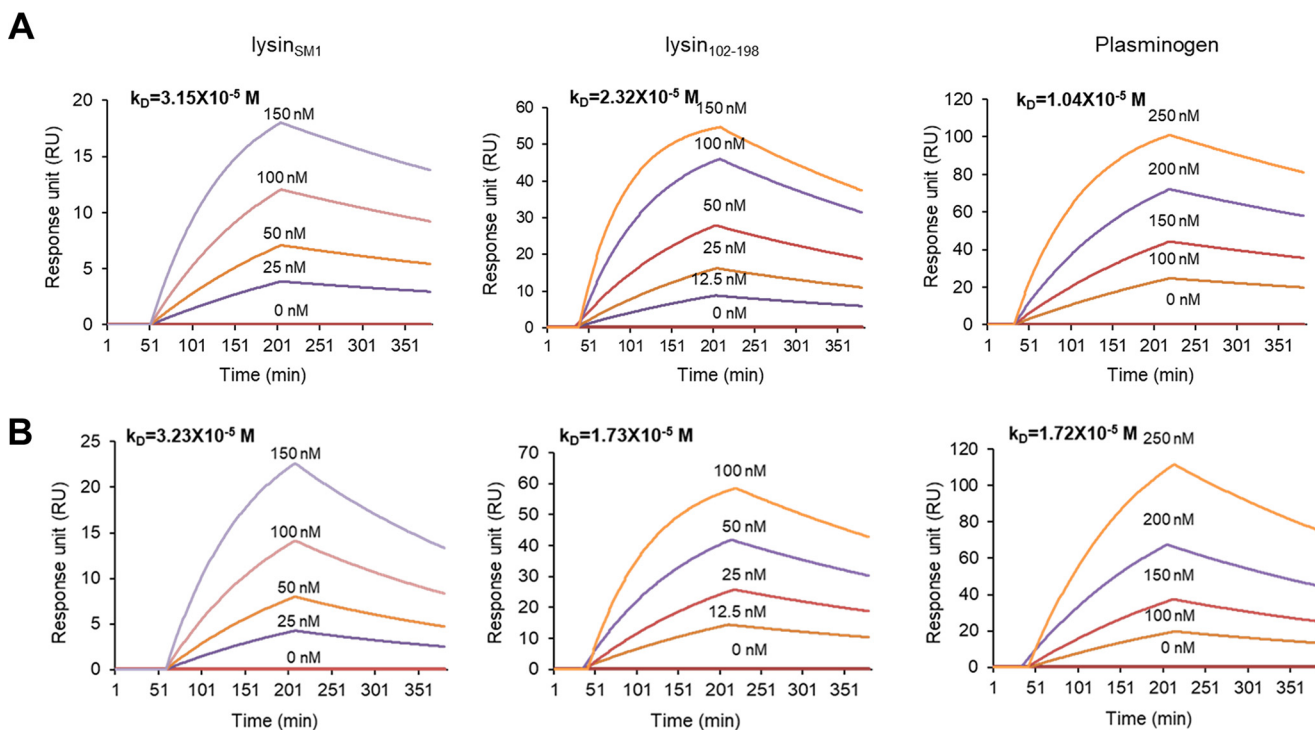 A
lysinSM1
lysin102-198
Plasminogen
kD=3.15X10-5 M
20
15
10
5
0
Response unit (RU)
150 nM
100 nM
50 nM
25 nM
0 nM
1 51 101 151 201 251 301 351
Time (min)
kD=2.32X10-5 M
60
50
40
30
20
10
0
Response unit (RU)
150 nM
100 nM
50 nM
25 nM
12.5 nM
0 nM
1 51 101 151 201 251 301 351
Time (min)
kD=1.04X10-5 M
120
100
80
60
40
20
0
Response unit (RU)
250 nM
200 nM
150 nM
100 nM
0 nM
1 51 101 151 201 251 301 351
Time (min)
B
kD=3.23X10-5 M
25
20
15
10
5
0
Response unit (RU)
150 nM
100 nM
50 nM
25 nM
0 nM
1 51 101 151 201 251 301 351
Time (min)
kD=1.73X10-5 M
70
60
50
40
30
20
10
0
Response unit (RU)
100 nM
50 nM
25 nM
12.5 nM
0 nM
1 51 101 151 201 251 301 351
Time (min)
kD=1.72X10-5 M
120
100
80
60
40
20
0
Response unit (RU)
250 nM
200 nM
150 nM
100 nM
0 nM
1 51 101 151 201 251 301 351
Time (min)